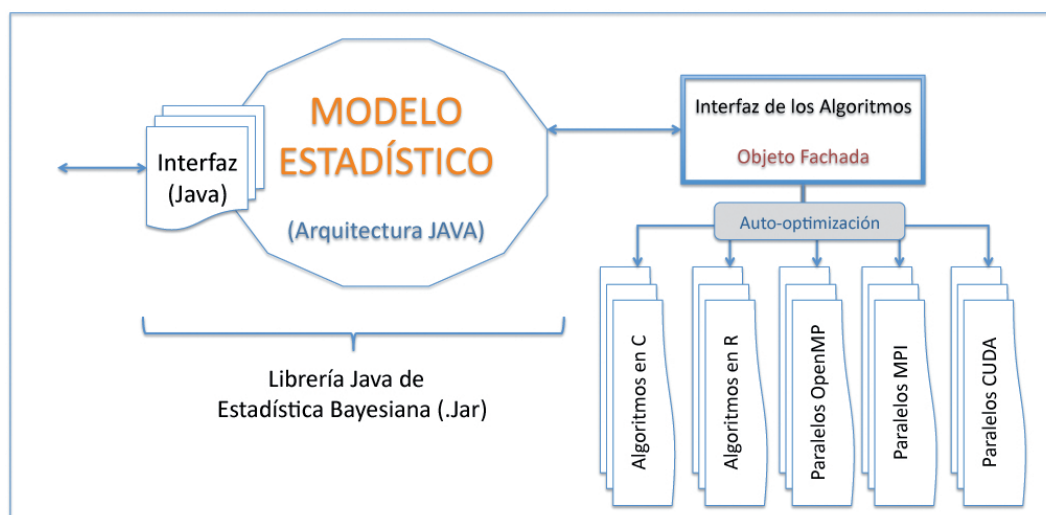 MODELO
ESTADÍSTICO
(Arquitectura JAVA)
Interfaz
(Java)
Interfaz de los Algoritmos
Objeto Fachada
Auto-optimización
Algoritmos en C
Algoritmos en R
Paralelos OpenMP
Paralelos MPI
Paralelos CUDA
Librería Java de
Estadística Bayesiana (.Jar)